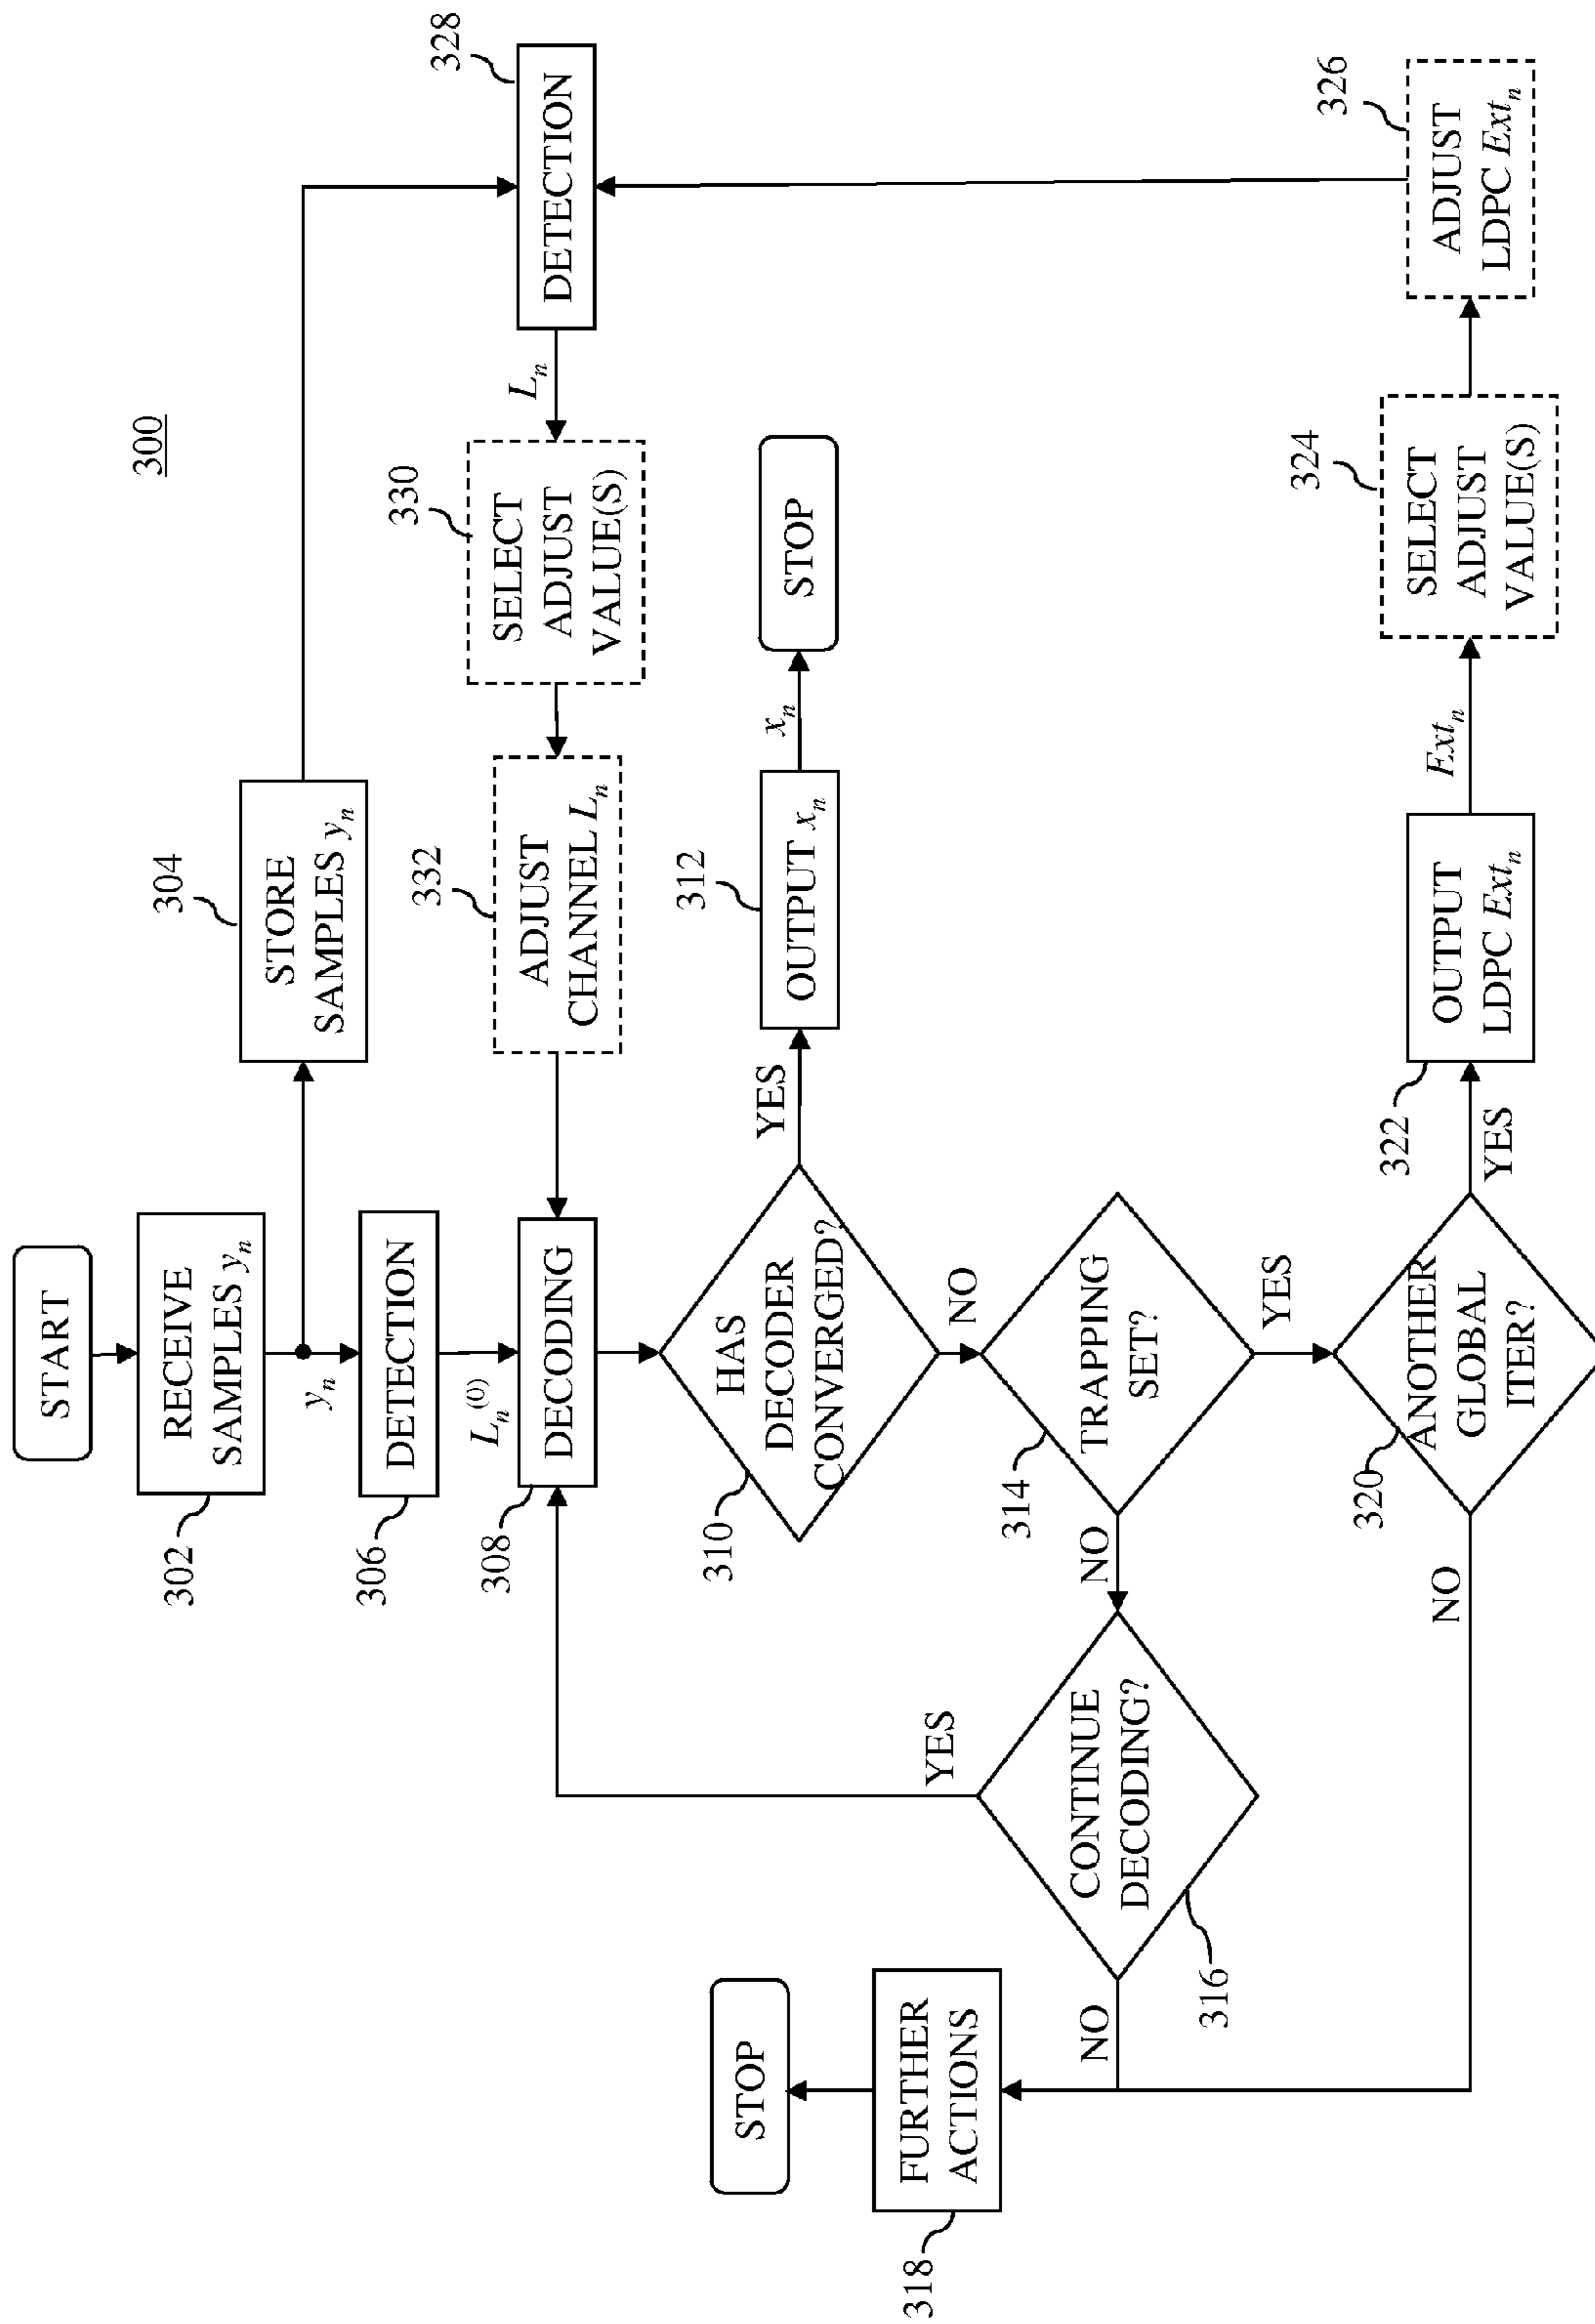 300
START
RECEIVE
SAMPLES yn
302
yn
STORE
SAMPLES yn
304
DETECTION
306
Ln(0)
DECODING
308
HAS
DECODER
CONVERGED?
310
YES
OUTPUT xn
312
xn
STOP
NO
TRAPPING
SET?
314
NO
CONTINUE
DECODING?
316
YES
NO
FURTHER
ACTIONS
318
STOP
YES
ANOTHER
GLOBAL
ITER?
320
NO
YES
OUTPUT
LDPC Extn
322
Extn
SELECT
ADJUST
VALUE(S)
324
ADJUST
LDPC Extn
326
DETECTION
328
Ln
SELECT
ADJUST
VALUE(S)
330
ADJUST
CHANNEL Ln
332